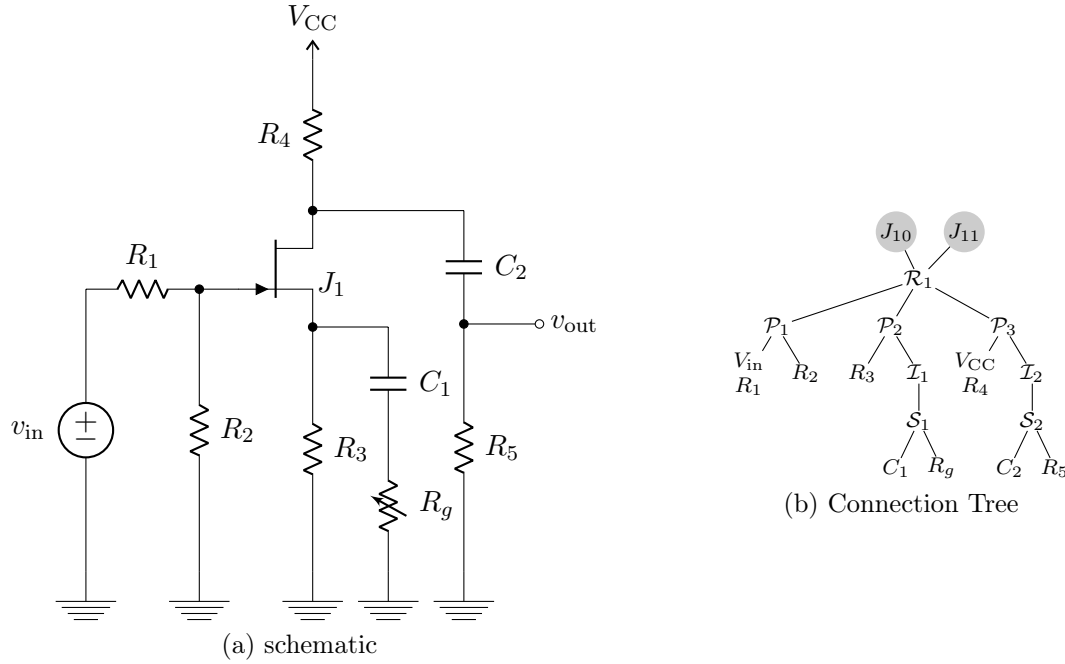 V_CC
R_4
R_1
J_1
C_2
v_out
C_1
v_in
R_2
R_3
R_g
R_5
(a) schematic
J_10 J_11
ℛ_1
𝒫_1 𝒫_2 𝒫_3
V_in R_2 R_3 ℐ_1 V_CC ℐ_2
R_1 R_4
𝒮_1 𝒮_2
C_1 R_g C_2 R_5
(b) Connection Tree